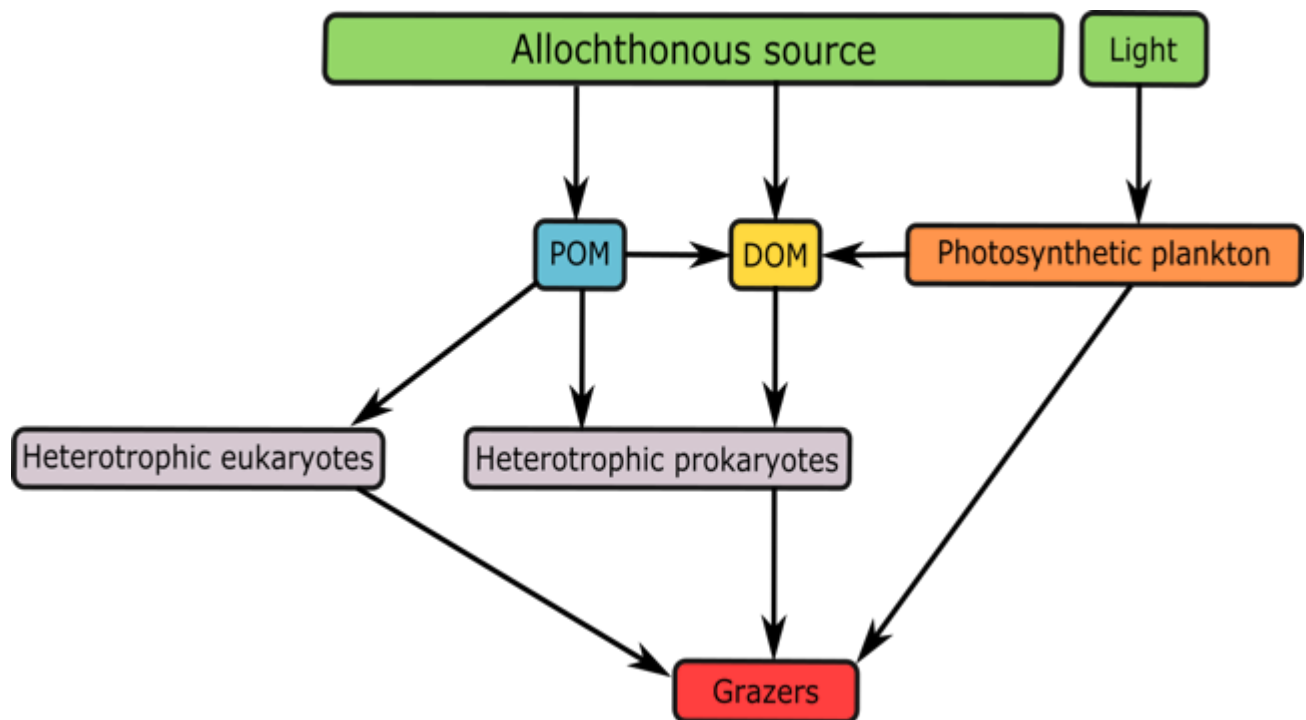 Allochthonous source
Light
POM
DOM
Photosynthetic plankton
Heterotrophic eukaryotes
Heterotrophic prokaryotes
Grazers